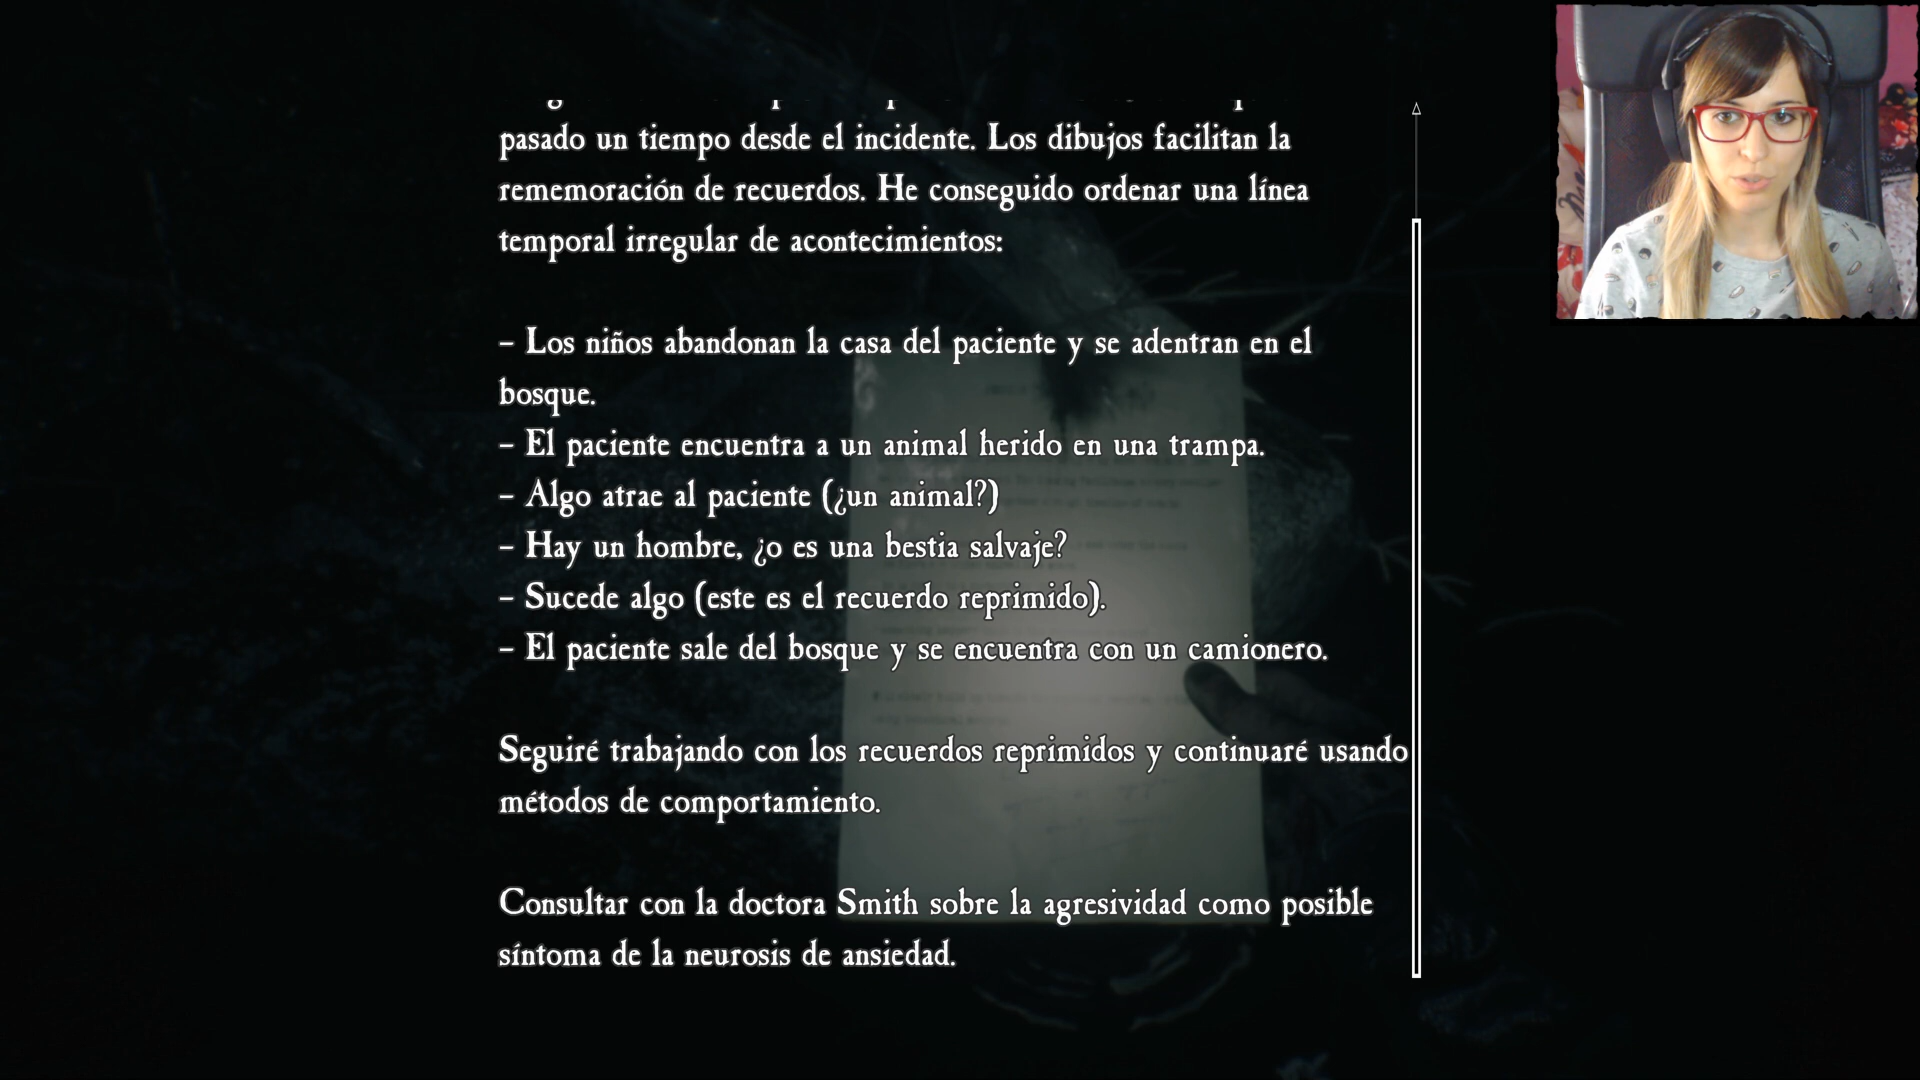 pasado un tiempo desde el incidente. Los dibujos facilitan la
rememoración de recuerdos. He conseguido ordenar una línea
temporal irregular de acontecimientos:
– Los niños abandonan la casa del paciente y se adentran en el
bosque.
– El paciente encuentra a un animal herido en una trampa.
– Algo atrae al paciente (¿un animal?)
– Hay un hombre, ¿o es una bestia salvaje?
– Sucede algo (este es el recuerdo reprimido).
– El paciente sale del bosque y se encuentra con un camionero.
Seguiré trabajando con los recuerdos reprimidos y continuaré usando
métodos de comportamiento.
Consultar con la doctora Smith sobre la agresividad como posible
síntoma de la neurosis de ansiedad.